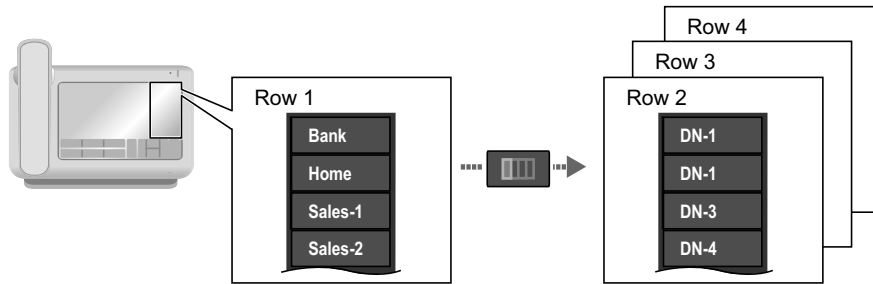 Row 4
Row 3
Row 1
Row 2
Bank
Home
Sales-1
Sales-2
DN-1
DN-1
DN-3
DN-4